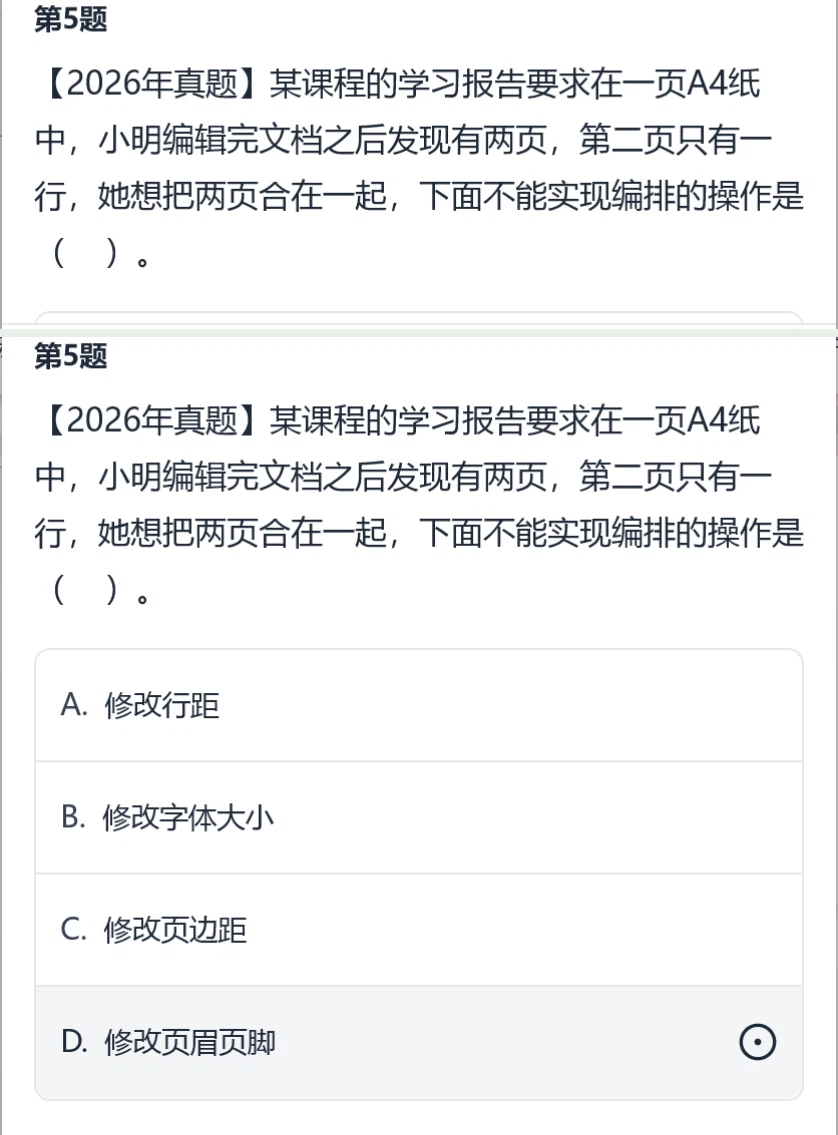 第5题
【2026年真题】某课程的学习报告要求在一页A4纸
中，小明编辑完文档之后发现有两页，第二页只有一
行，她想把两页合在一起，下面不能实现编排的操作是
（ ）。
第5题
【2026年真题】某课程的学习报告要求在一页A4纸
中，小明编辑完文档之后发现有两页，第二页只有一
行，她想把两页合在一起，下面不能实现编排的操作是
（ ）。
A. 修改行距
B. 修改字体大小
C. 修改页边距
D. 修改页眉页脚